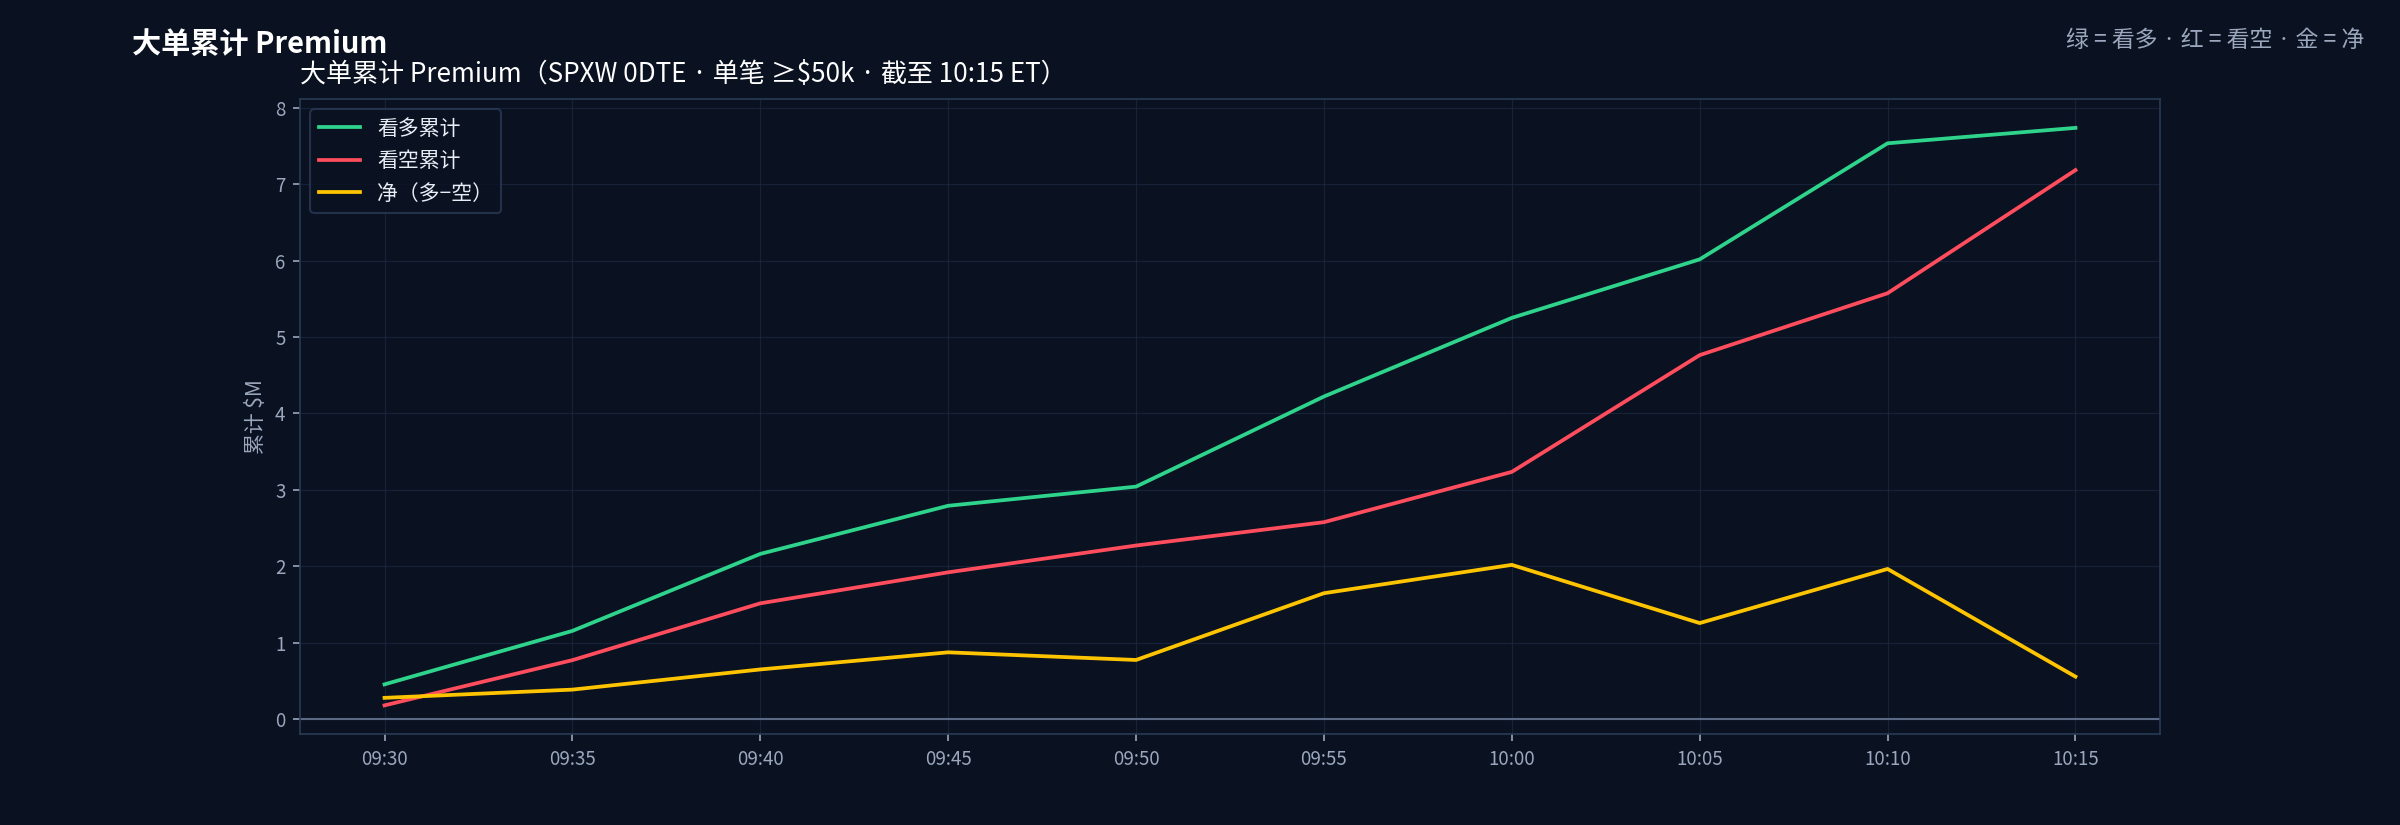 大单累计 Premium
绿 = 看多 · 红 = 看空 · 金 = 净
大单累计 Premium（SPXW 0DTE · 单笔 ≥$50k · 截至 10:15 ET）
看多累计
看空累计
净（多−空）
累计 $M
8
7
6
5
4
3
2
1
0
09:30 09:35 09:40 09:45 09:50 09:55 10:00 10:05 10:10 10:15